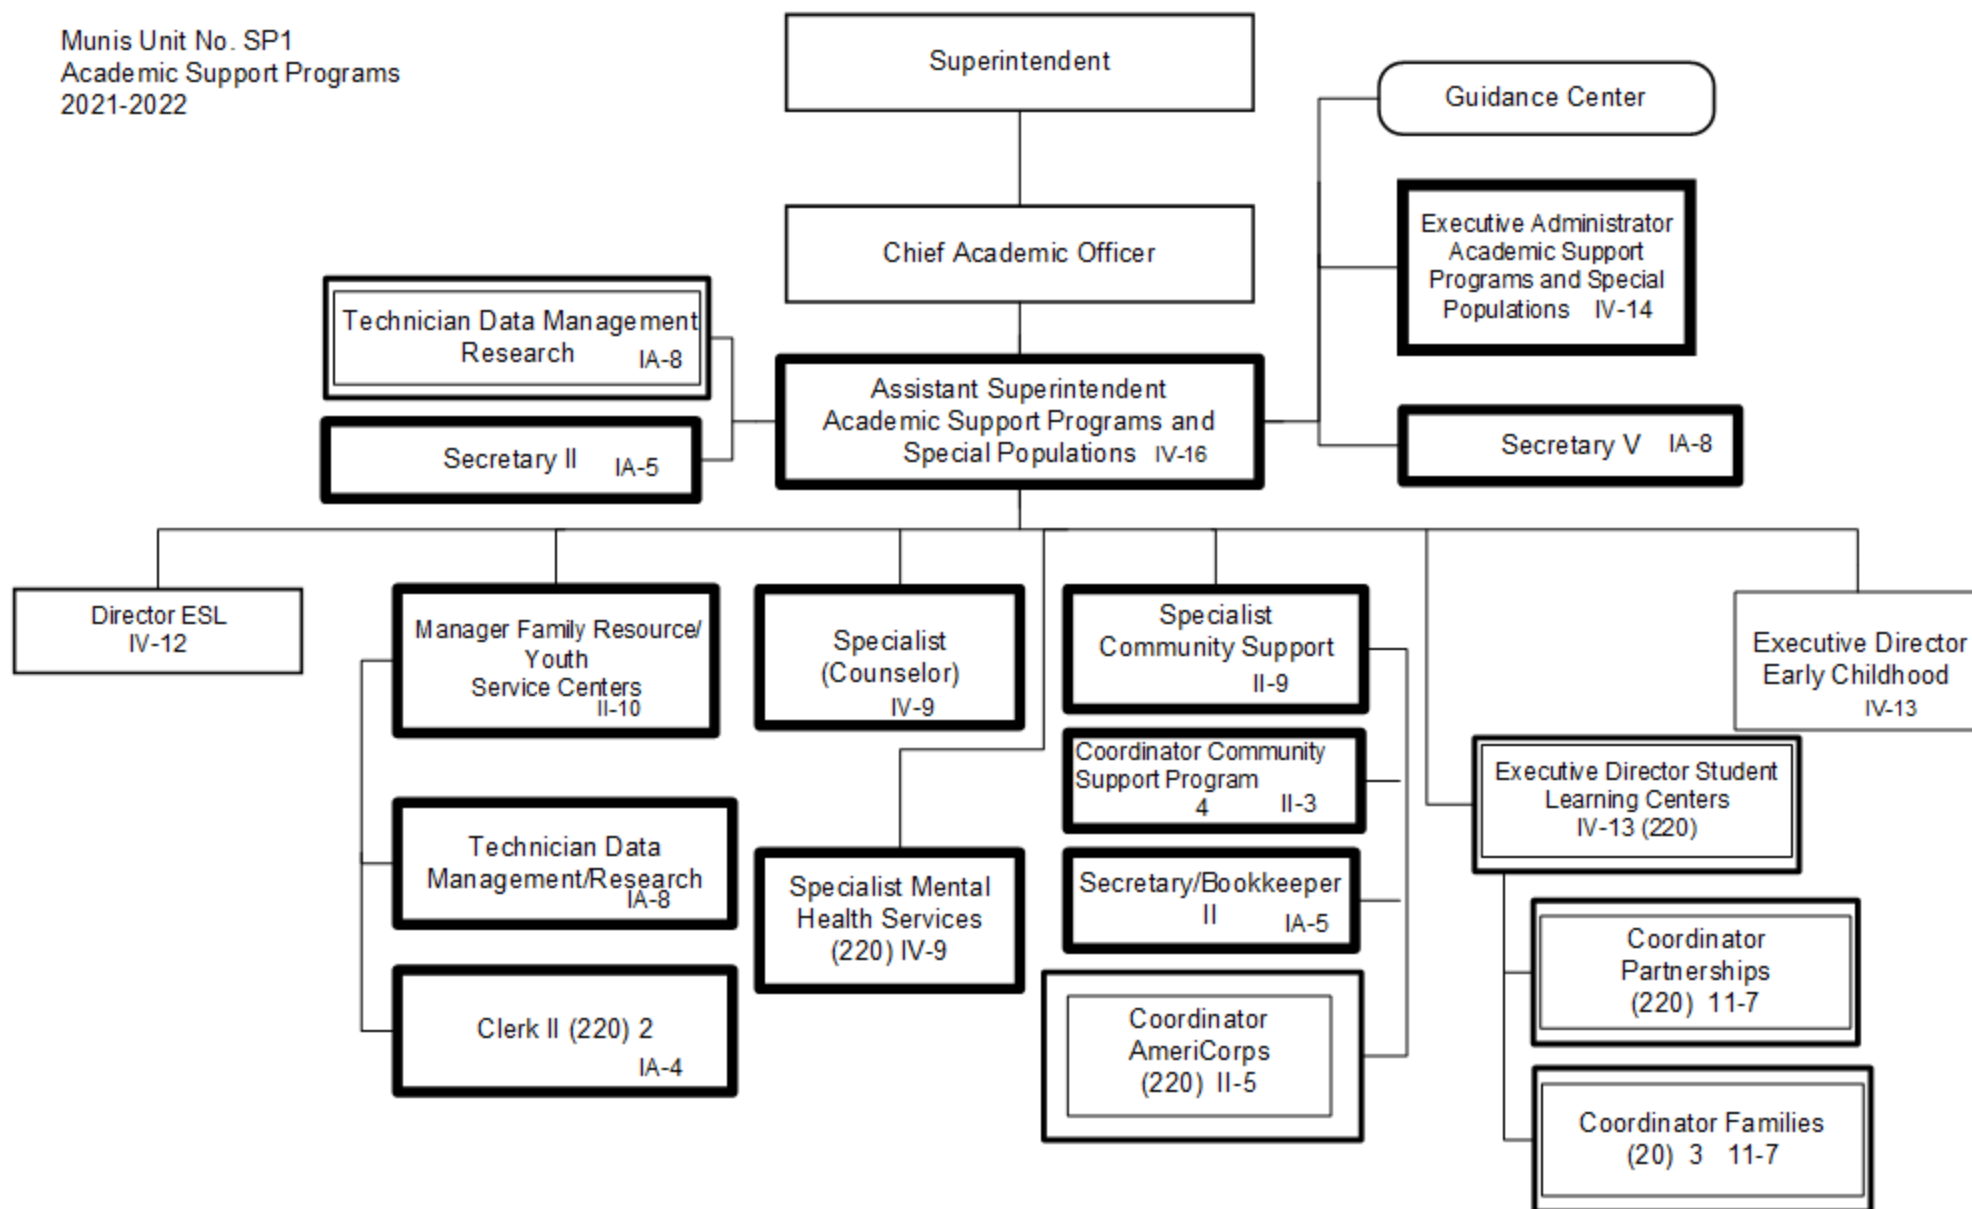 Munis Unit No. SP1
Academic Support Programs
2021-2022
Superintendent
Guidance Center
Chief Academic Officer
Executive Administrator
Academic Support
Programs and Special
Populations IV-14
Technician Data Management
Research IA-8
Secretary II IA-5
Assistant Superintendent
Academic Support Programs and
Special Populations IV-16
Secretary V IA-8
Director ESL
IV-12
Manager Family Resource/
Youth
Service Centers
II-10
Specialist
(Counselor)
IV-9
Specialist
Community Support
II-9
Executive Director
Early Childhood
IV-13
Coordinator Community
Support Program
4 II-3
Executive Director Student
Learning Centers
IV-13 (220)
Technician Data
Management/Research
IA-8
Specialist Mental
Health Services
(220) IV-9
Secretary/Bookkeeper
II IA-5
Coordinator
Partnerships
(220) 11-7
Clerk II (220) 2
IA-4
Coordinator
AmeriCorps
(220) II-5
Coordinator Families
(20) 3 11-7